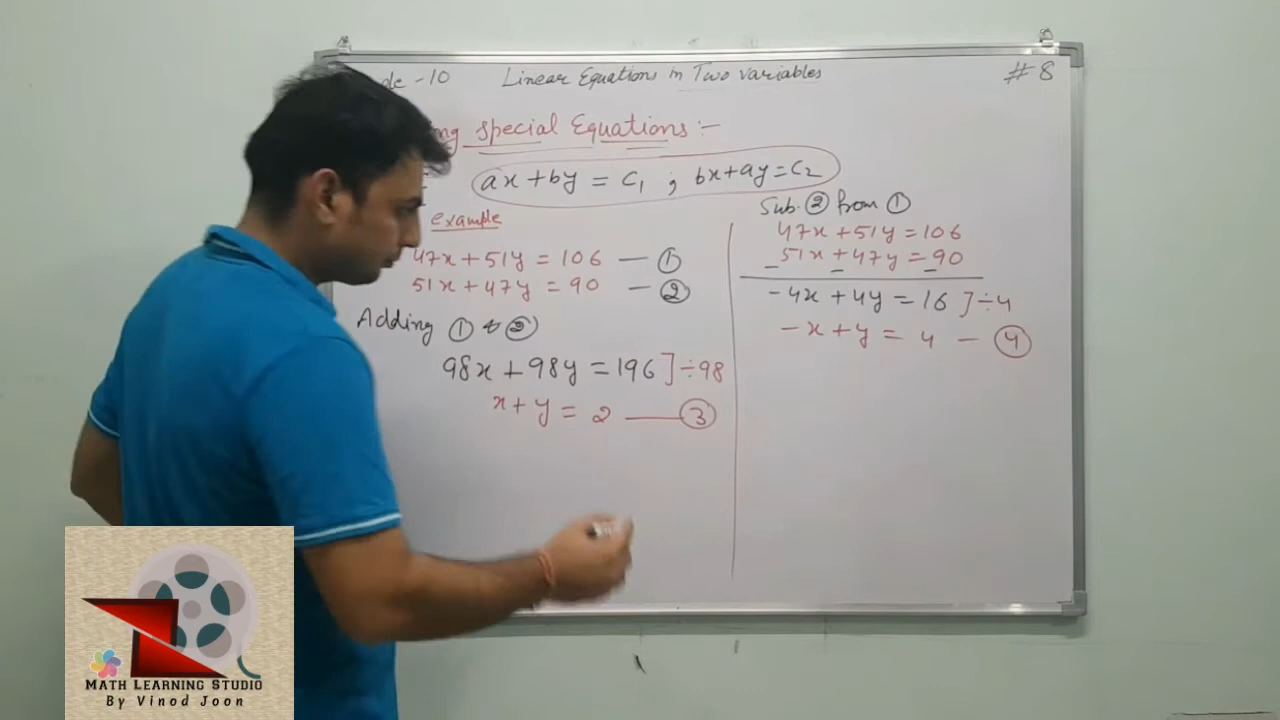 - 10 Linear Equations in Two variables #8
special Equations :-
ax + by = C₁ ; bx + ay = C₂
example
47x + 51y = 106 — ①
51x + 47y = 90 — ②
Adding ① & ②
98x + 98y = 196 ] ÷ 98
x + y = 2 — ③
Sub. ② from ①
47x + 51y = 106
51x + 47y = 90
- - -
-4x + 4y = 16 ] ÷ 4
-x + y = 4 — ④
MATH LEARNING STUDIO
By Vinod Joon